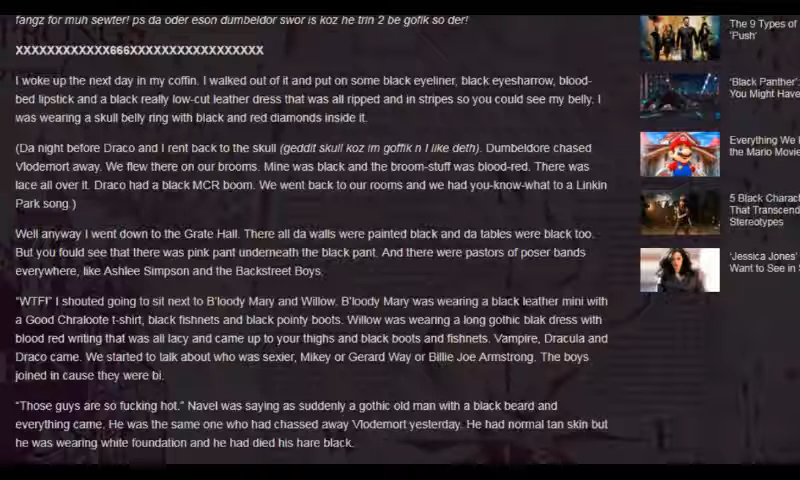 fangz for muh sewter! ps da oder eson dumbeldor swor is koz he trin 2 be gofik so der!
XXXXXXXXXXXX666XXXXXXXXXXXXXXXXX
I woke up the next day in my coffin. I walked out of it and put on some black eyeliner, black eyesharrow, blood-
bed lipstick and a black really low-cut leather dress that was all ripped and in stripes so you could see my belly. I
was wearing a skull belly ring with black and red diamonds inside it.
(Da night before Draco and I rent back to the skull (geddit skull koz im goffik n I like deth). Dumbeldore chased
Vlodemort away. We flew there on our brooms. Mine was black and the broom-stuff was blood-red. There was
lace all over it. Draco had a black MCR boom. We went back to our rooms and we had you-know-what to a Linkin
Park song.)
Well anyway I went down to the Grate Hall. There all da walls were painted black and da tables were black too.
But you fould see that there was pink pant underneath the black pant. And there were pastors of poser bands
everywhere, like Ashlee Simpson and the Backstreet Boys.
“WTF!” I shouted going to sit next to B'loody Mary and Willow. B'loody Mary was wearing a black leather mini with
a Good Chraloote t-shirt, black fishnets and black pointy boots. Willow was wearing a long gothic blak dress with
blood red writing that was all lacy and came up to your thighs and black boots and fishnets. Vampire, Dracula and
Draco came. We started to talk about who was sexier, Mikey or Gerard Way or Billie Joe Armstrong. The boys
joined in cause they were bi.
“Those guys are so fucking hot.” Navel was saying as suddenly a gothic old man with a black beard and
everything came. He was the same one who had chassed away Vlodemort yesterday. He had normal tan skin but
he was wearing white foundation and he had died his hare black.
The 9 Types of
'Push'
'Black Panther':
You Might Have
Everything We
the Mario Movie
5 Black Charac
That Transcend
Stereotypes
'Jessica Jones'
Want to See in